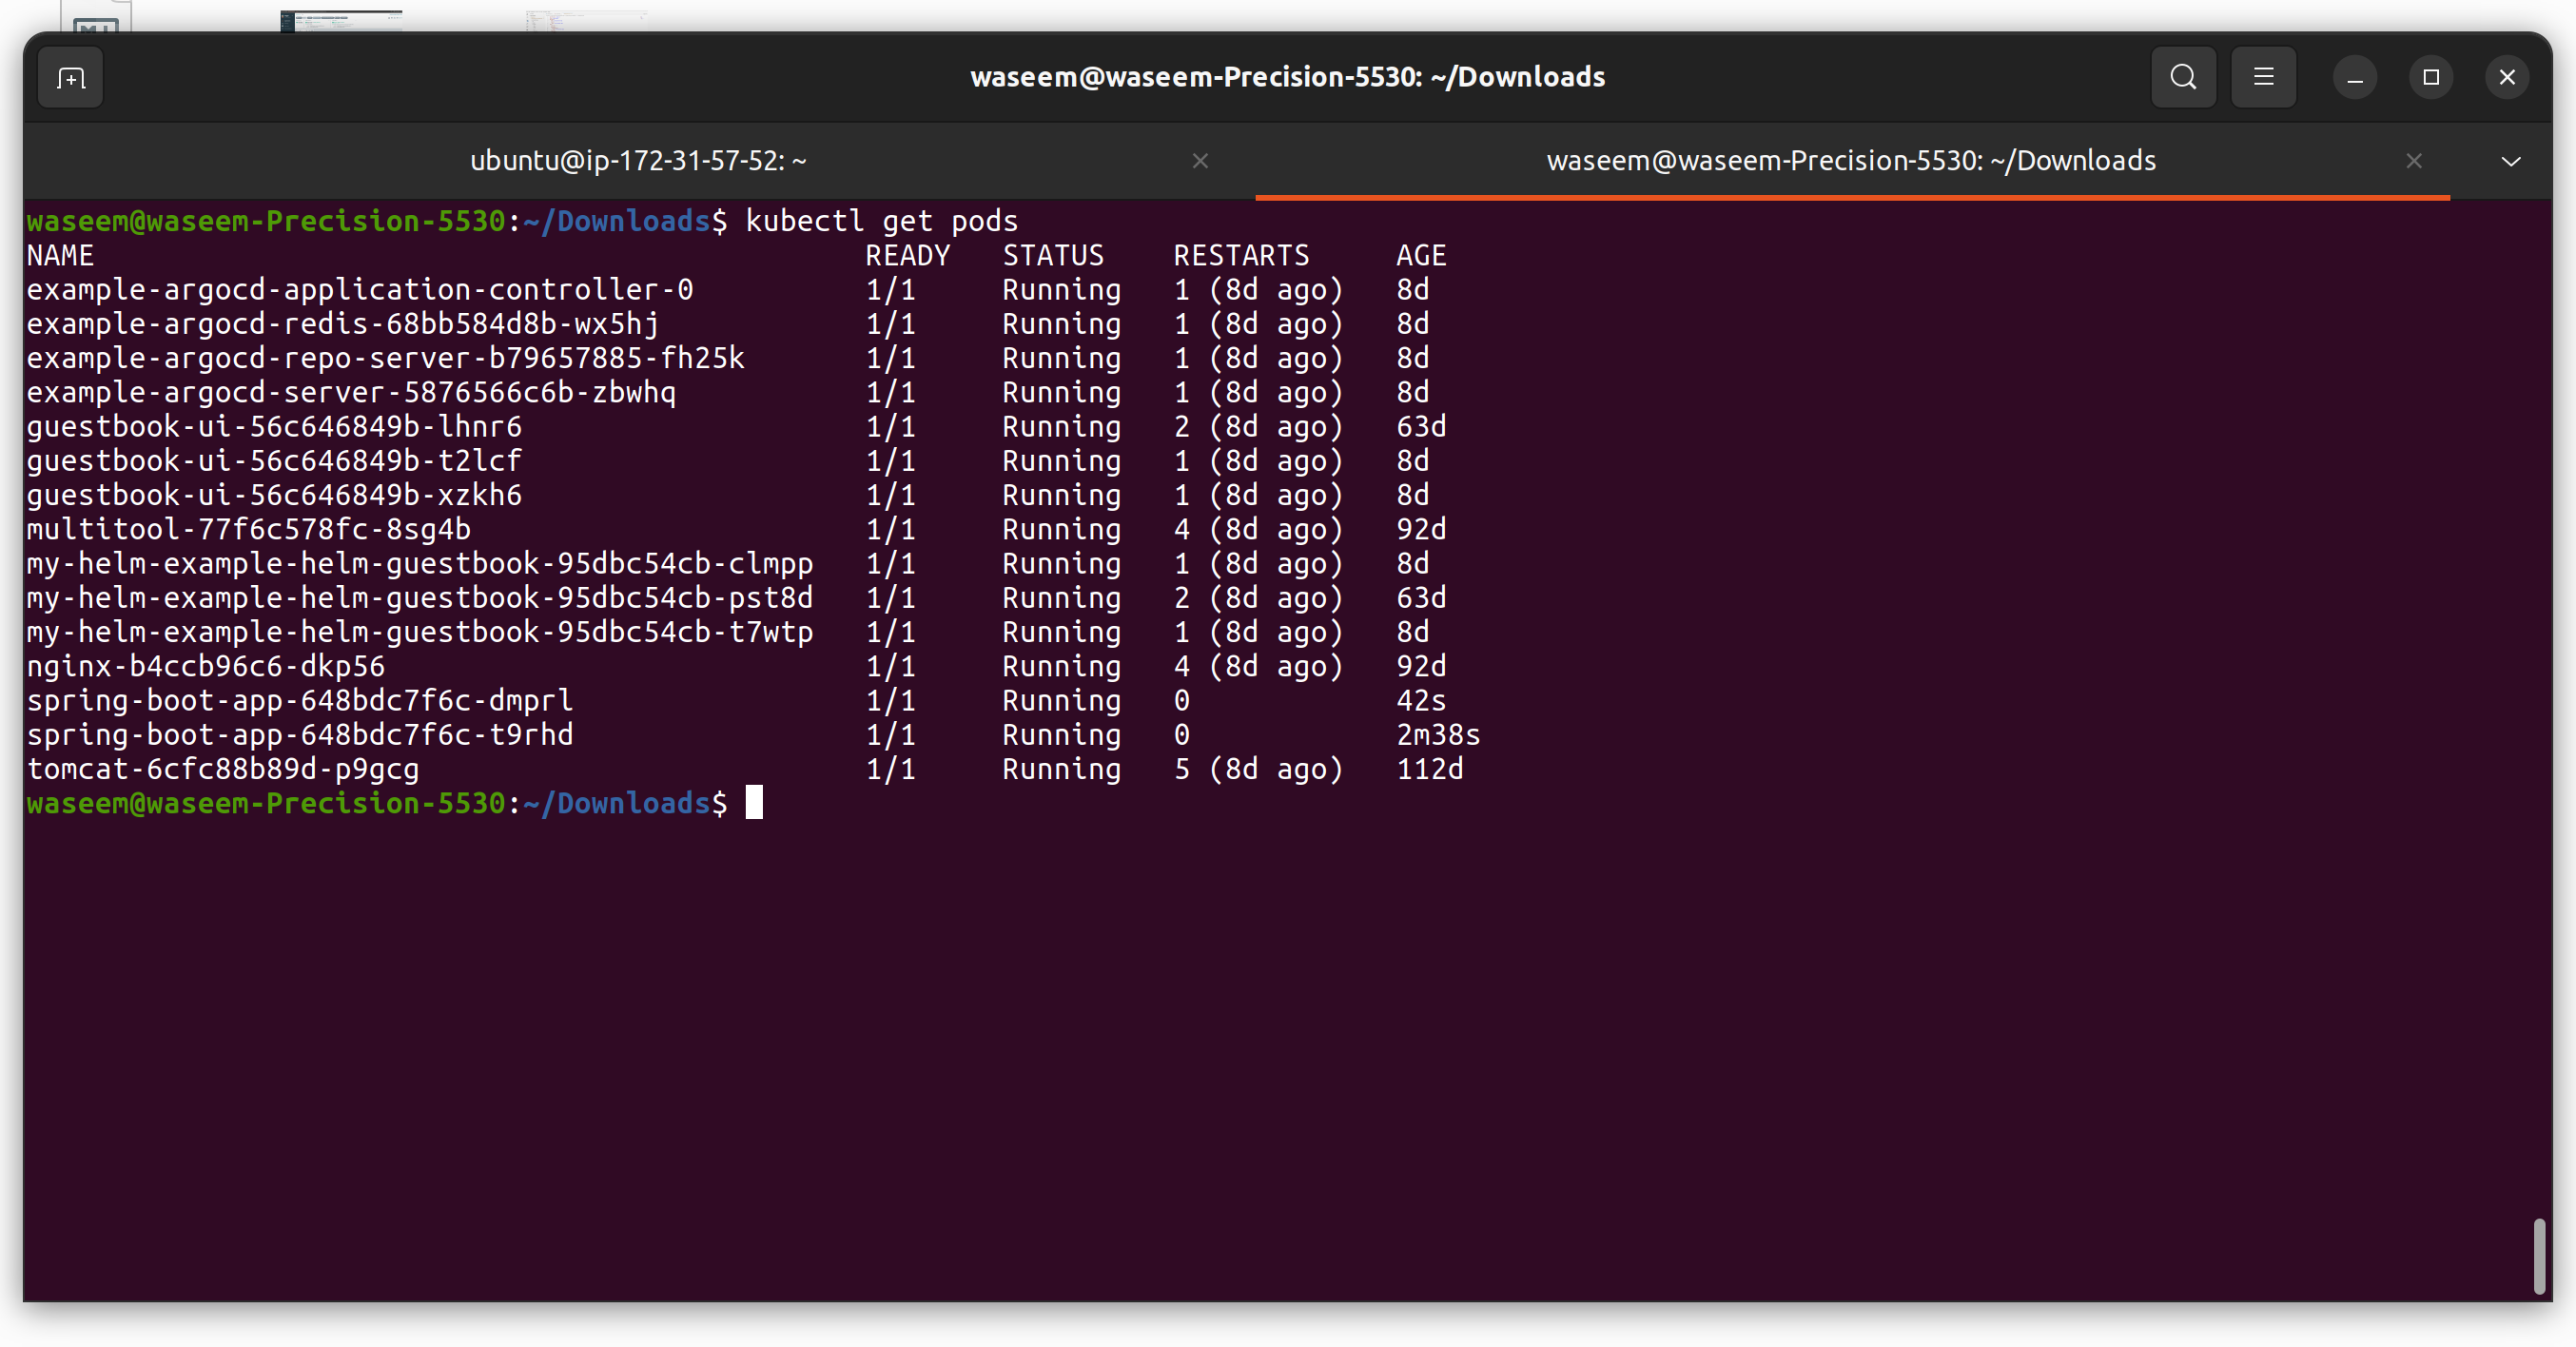 waseem@waseem-Precision-5530: ~/Downloads
ubuntu@ip-172-31-57-52: ~
waseem@waseem-Precision-5530: ~/Downloads
waseem@waseem-Precision-5530:~/Downloads$ kubectl get pods
NAME READY STATUS RESTARTS AGE
example-argocd-application-controller-0 1/1 Running 1 (8d ago) 8d
example-argocd-redis-68bb584d8b-wx5hj 1/1 Running 1 (8d ago) 8d
example-argocd-repo-server-b79657885-fh25k 1/1 Running 1 (8d ago) 8d
example-argocd-server-5876566c6b-zbwhq 1/1 Running 1 (8d ago) 8d
guestbook-ui-56c646849b-lhnr6 1/1 Running 2 (8d ago) 63d
guestbook-ui-56c646849b-t2lcf 1/1 Running 1 (8d ago) 8d
guestbook-ui-56c646849b-xzkh6 1/1 Running 1 (8d ago) 8d
multitool-77f6c578fc-8sg4b 1/1 Running 4 (8d ago) 92d
my-helm-example-helm-guestbook-95dbc54cb-clmpp 1/1 Running 1 (8d ago) 8d
my-helm-example-helm-guestbook-95dbc54cb-pst8d 1/1 Running 2 (8d ago) 63d
my-helm-example-helm-guestbook-95dbc54cb-t7wtp 1/1 Running 1 (8d ago) 8d
nginx-b4ccb96c6-dkp56 1/1 Running 4 (8d ago) 92d
spring-boot-app-648bdc7f6c-dmprl 1/1 Running 0 42s
spring-boot-app-648bdc7f6c-t9rhd 1/1 Running 0 2m38s
tomcat-6cfc88b89d-p9gcg 1/1 Running 5 (8d ago) 112d
waseem@waseem-Precision-5530:~/Downloads$